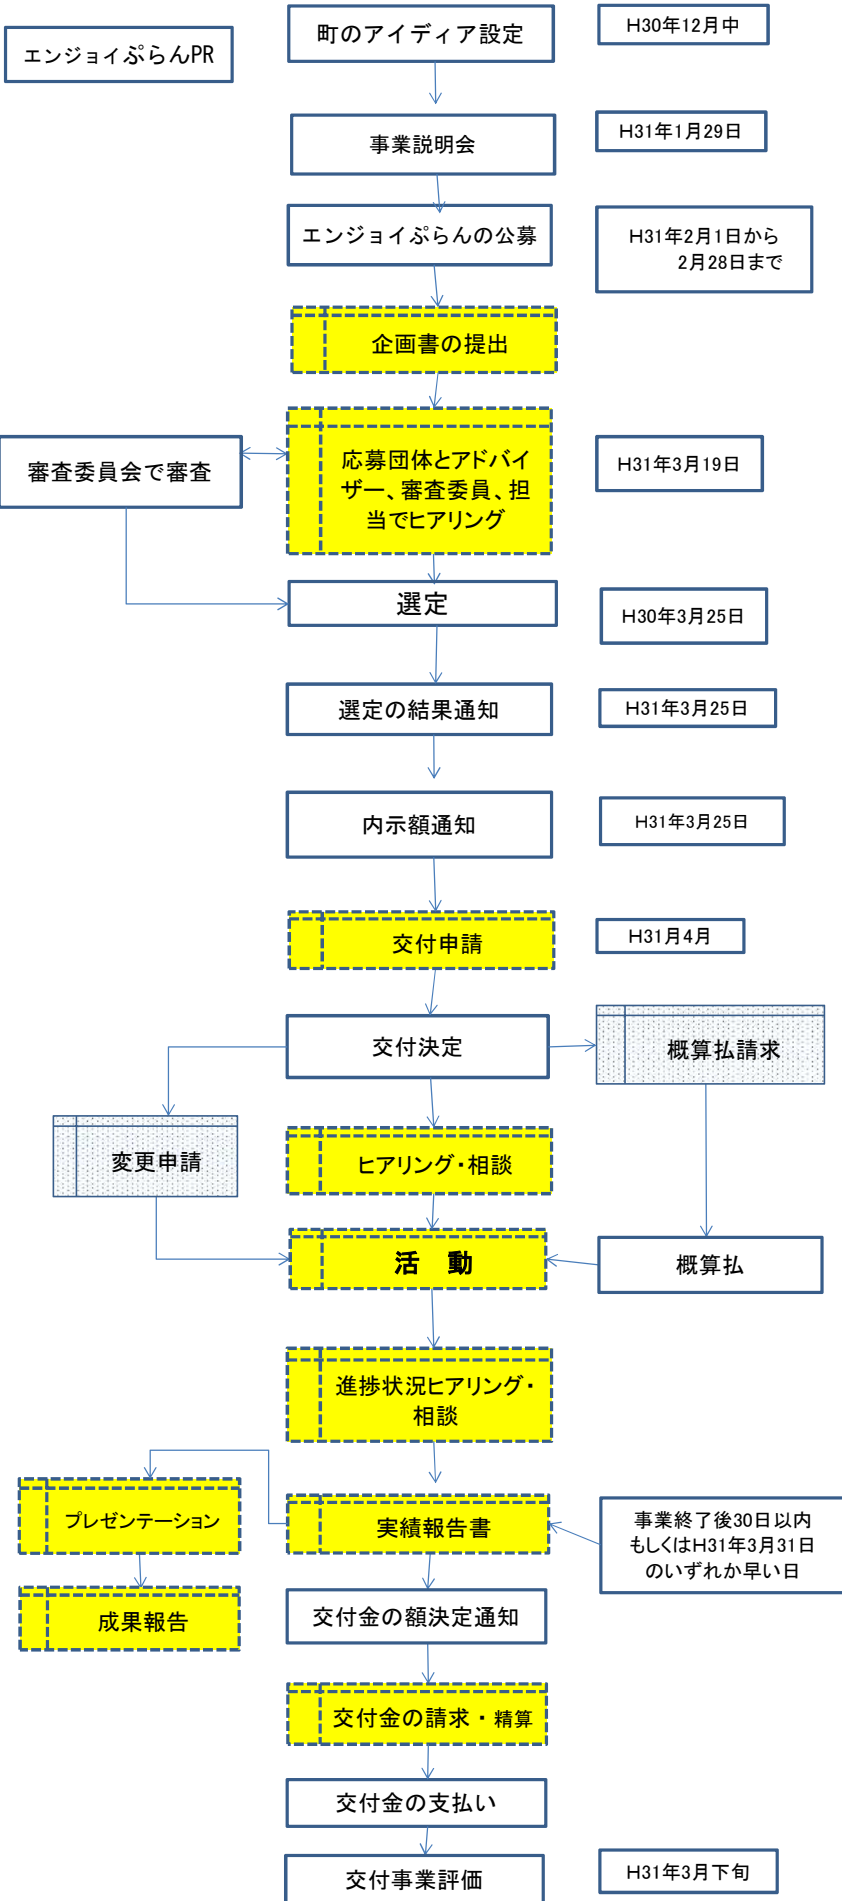 エンジョイぷらんPR
町のアイディア設定
H30年12月中
事業説明会
H31年1月29日
エンジョイぷらんの公募
H31年2月1日から
2月28日まで
企画書の提出
審査委員会で審査
応募団体とアドバイ
ザー、審査委員、担
当でヒアリング
H31年3月19日
選定
H30年3月25日
選定の結果通知
H31年3月25日
内示額通知
H31年3月25日
交付申請
H31月4月
交付決定
概算払請求
変更申請
ヒアリング・相談
活　動
概算払
進捗状況ヒアリング・
相談
プレゼンテーション
実績報告書
事業終了後30日以内
もしくはH31年3月31日
のいずれか早い日
成果報告
交付金の額決定通知
交付金の請求・精算
交付金の支払い
交付事業評価
H31年3月下旬